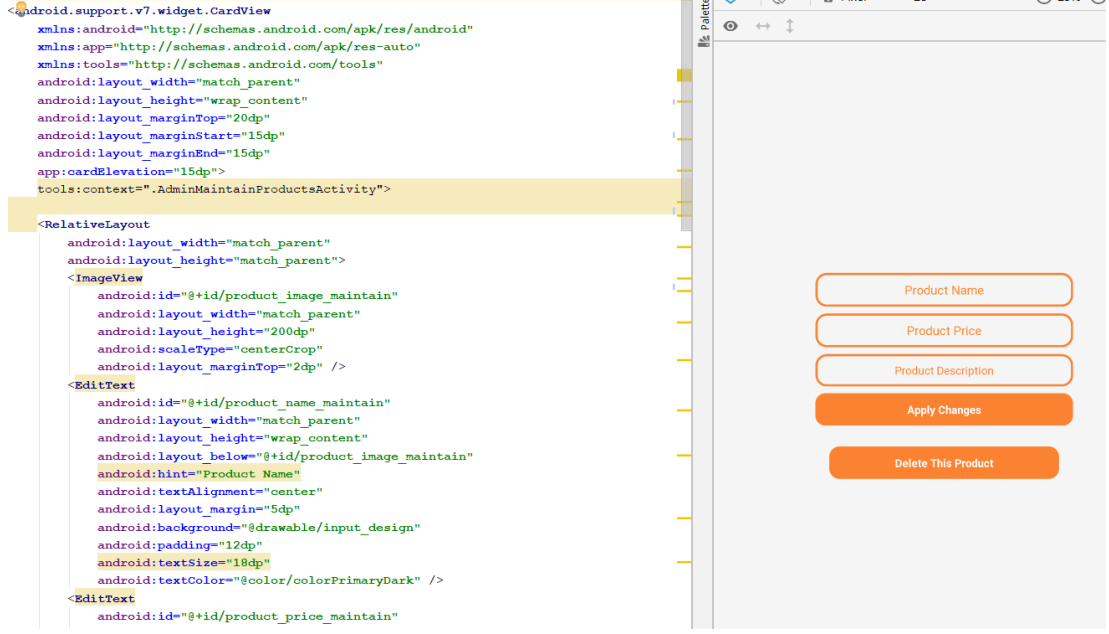 <android.support.v7.widget.CardView
xmlns:android="http://schemas.android.com/apk/res/android"
xmlns:app="http://schemas.android.com/apk/res-auto"
xmlns:tools="http://schemas.android.com/tools"
android:layout_width="match_parent"
android:layout_height="wrap_content"
android:layout_marginTop="20dp"
android:layout_marginStart="15dp"
android:layout_marginEnd="15dp"
app:cardElevation="15dp">
tools:context=".AdminMaintainProductsActivity">
<RelativeLayout
android:layout_width="match_parent"
android:layout_height="match_parent">
<ImageView
android:id="@+id/product_image_maintain"
android:layout_width="match_parent"
android:layout_height="200dp"
android:scaleType="centerCrop"
android:layout_marginTop="2dp" />
<EditText
android:id="@+id/product_name_maintain"
android:layout_width="match_parent"
android:layout_height="wrap_content"
android:layout_below="@+id/product_image_maintain"
android:hint="Product Name"
android:textAlignment="center"
android:layout_margin="5dp"
android:background="@drawable/input_design"
android:padding="12dp"
android:textSize="18dp"
android:textColor="@color/colorPrimaryDark" />
<EditText
android:id="@+id/product_price_maintain"
Palette
Product Name
Product Price
Product Description
Apply Changes
Delete This Product